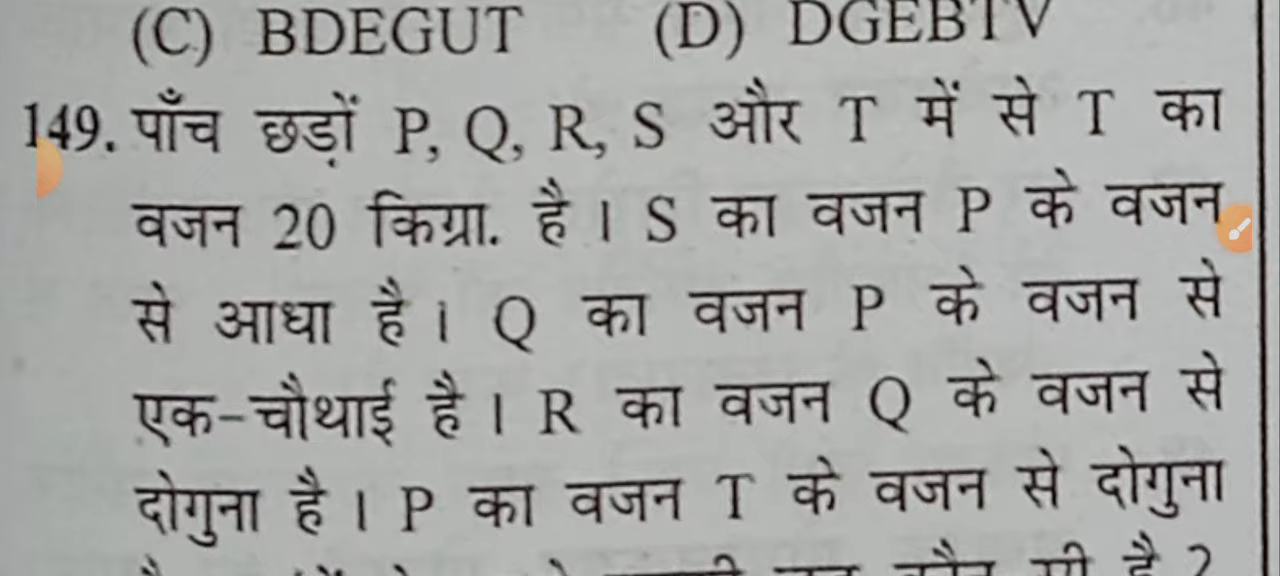 (C) BDEGUT (D) DGEBTV
149. पाँच छड़ों P, Q, R, S और T में से T का
वजन 20 किग्रा. है । S का वजन P के वजन
से आधा है । Q का वजन P के वजन से
एक-चौथाई है । R का वजन Q के वजन से
दोगुना है । P का वजन T के वजन से दोगुना